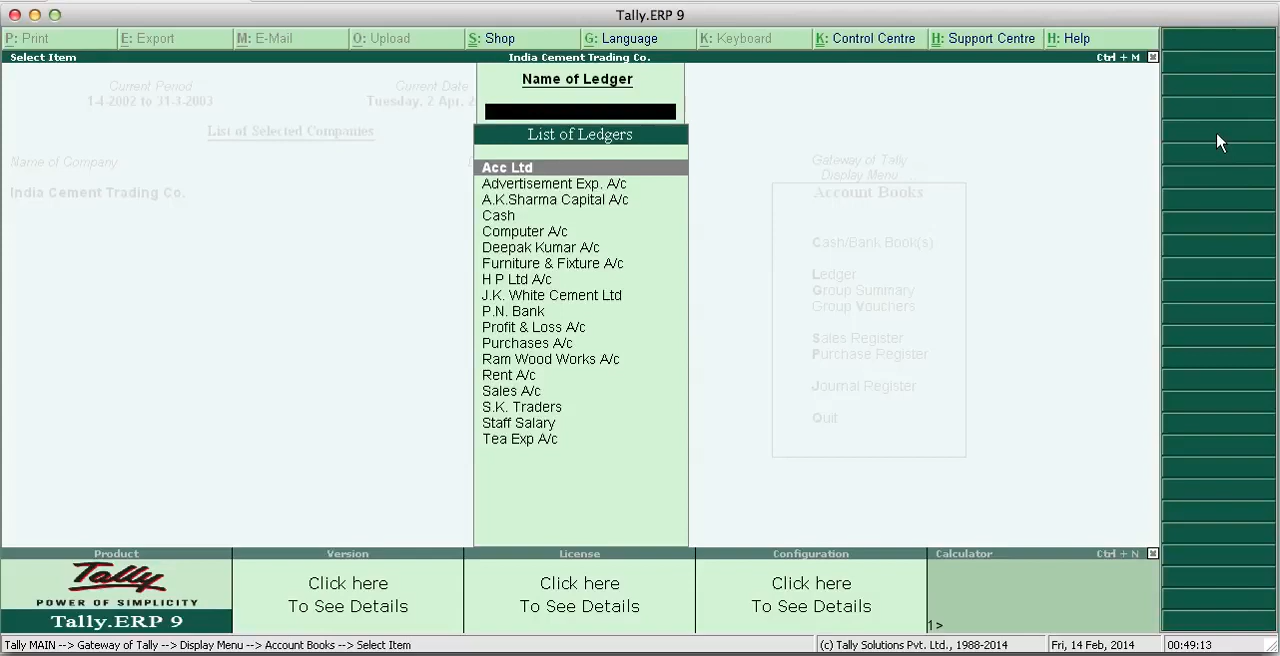 Tally.ERP 9
P: Print E: Export M: E-Mail O: Upload S: Shop G: Language K: Keyboard K: Control Centre H: Support Centre H: Help
Select Item India Cement Trading Co. Ctrl + M
Name of Ledger
Current Period Current Date
1-4-2002 to 31-3-2003 Tuesday, 2 Apr, 2
List of Selected Companies
List of Ledgers
Name of Company
India Cement Trading Co.
Acc Ltd
Advertisement Exp. A/c
A.K.Sharma Capital A/c
Cash
Computer A/c
Deepak Kumar A/c
Furniture & Fixture A/c
H P Ltd A/c
J.K. White Cement Ltd
P.N. Bank
Profit & Loss A/c
Purchases A/c
Ram Wood Works A/c
Rent A/c
Sales A/c
S.K. Traders
Staff Salary
Tea Exp A/c
Gateway of Tally
Display Menu ...
Account Books
Cash/Bank Book(s)
Ledger
Group Summary
Group Vouchers
Sales Register
Purchase Register
Journal Register
Quit
Product Version License Configuration Calculator Ctrl + N
Tally
POWER OF SIMPLICITY
Tally.ERP 9
Click here
To See Details
Click here
To See Details
Click here
To See Details
1>
Tally MAIN --> Gateway of Tally --> Display Menu --> Account Books --> Select Item (c) Tally Solutions Pvt. Ltd., 1988-2014 Fri, 14 Feb, 2014 00:49:13